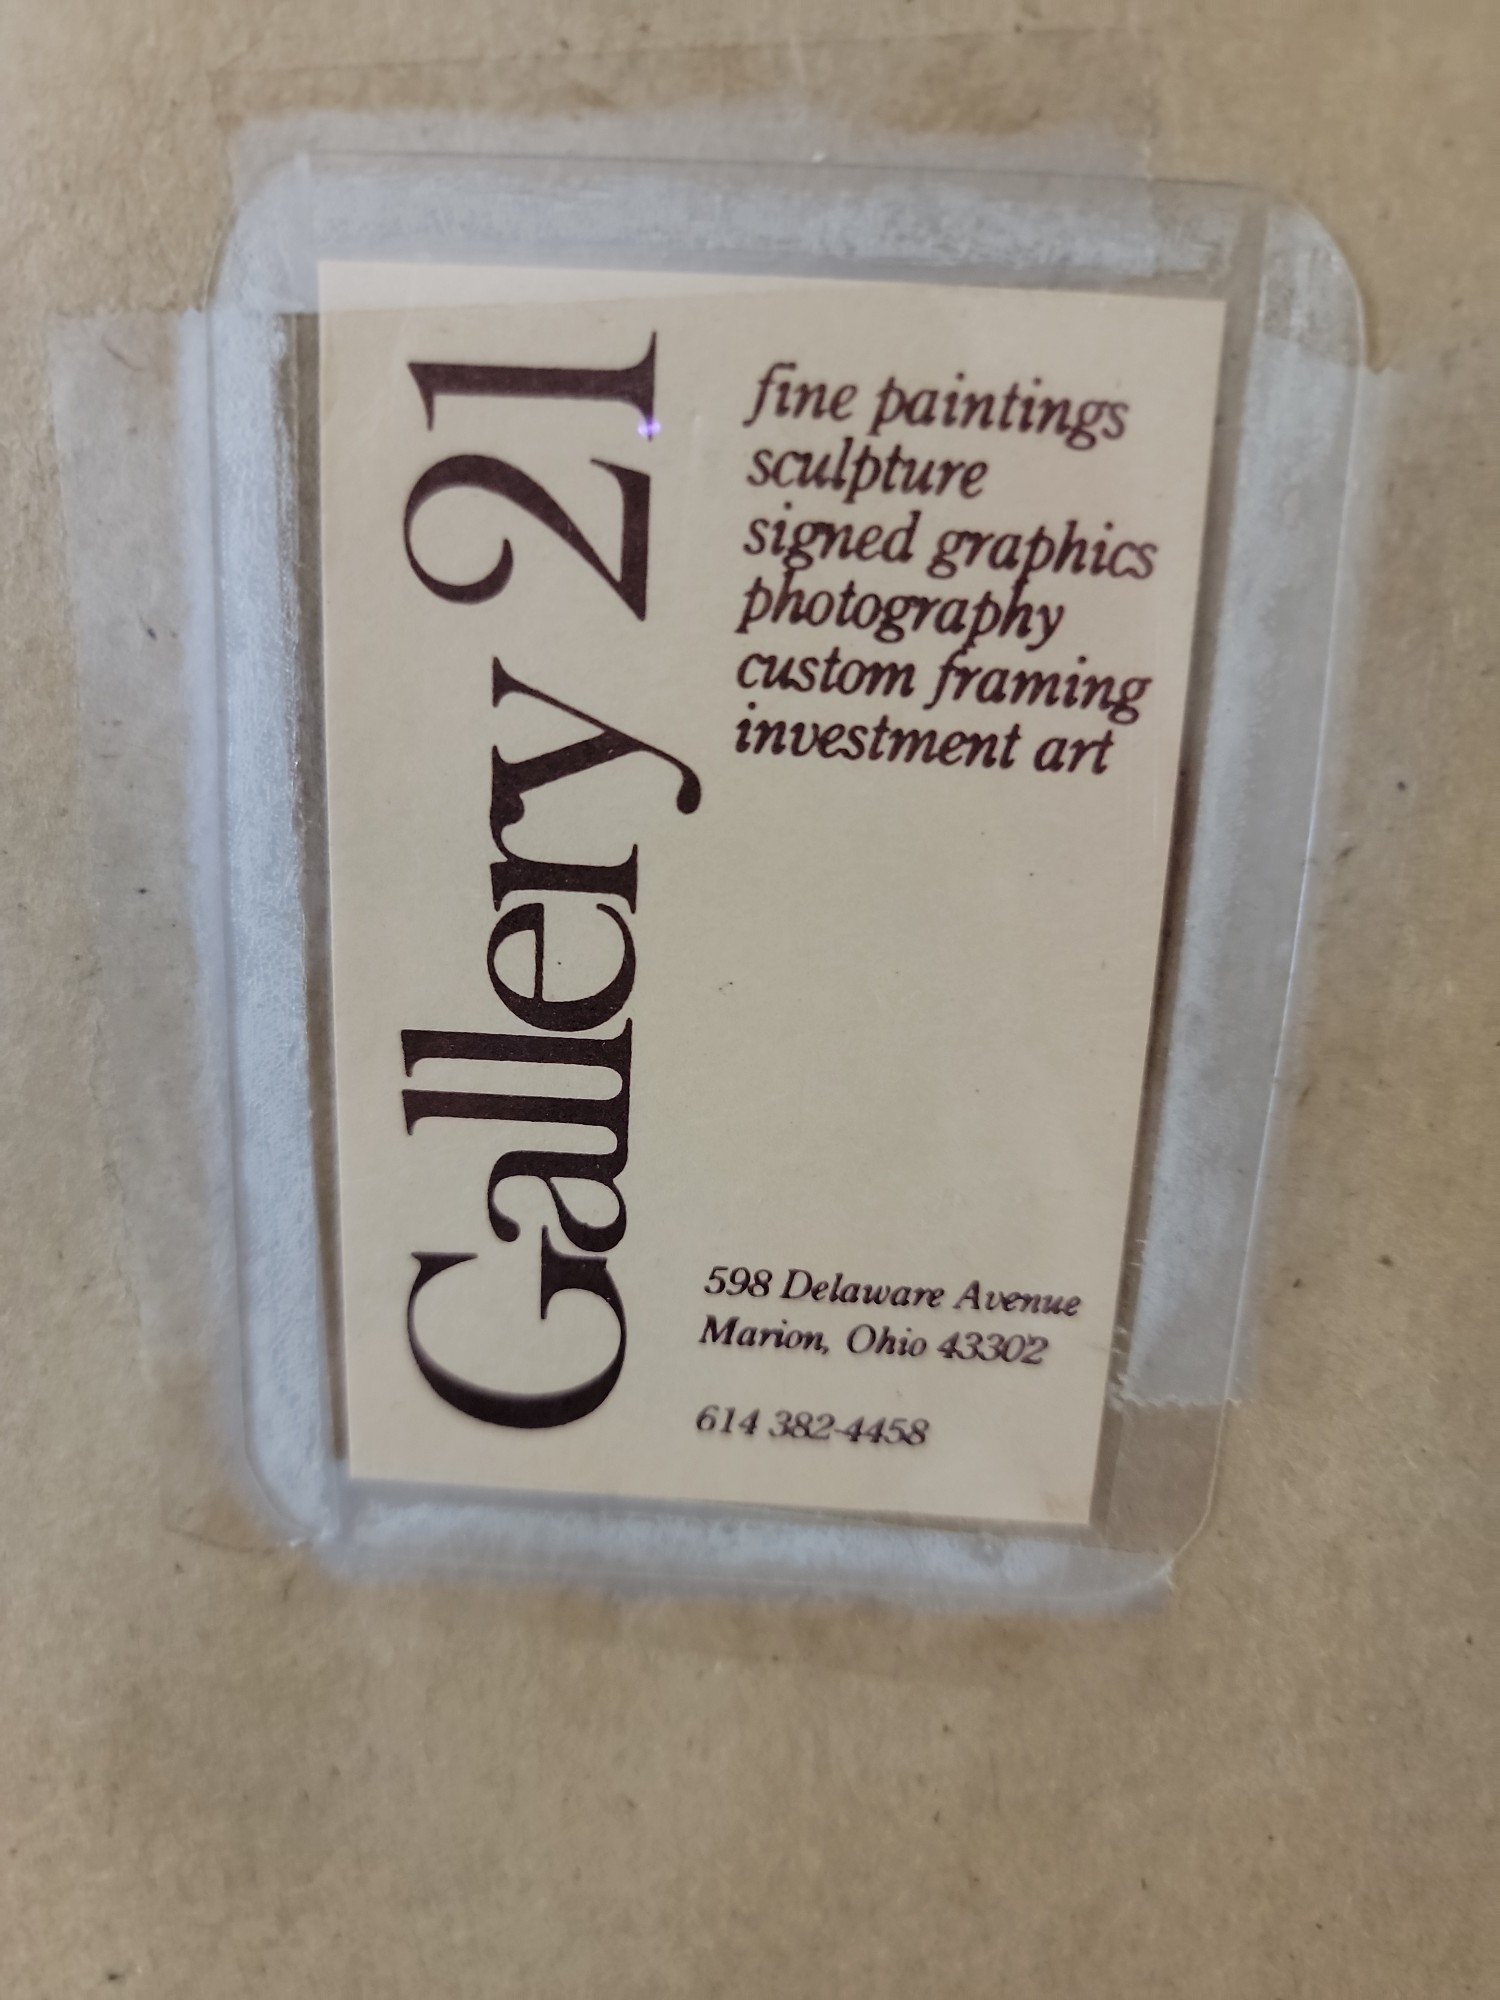 Gallery 21
fine paintings
sculpture
signed graphics
photography
custom framing
investment art
598 Delaware Avenue
Marion, Ohio 43302
614 382-4458